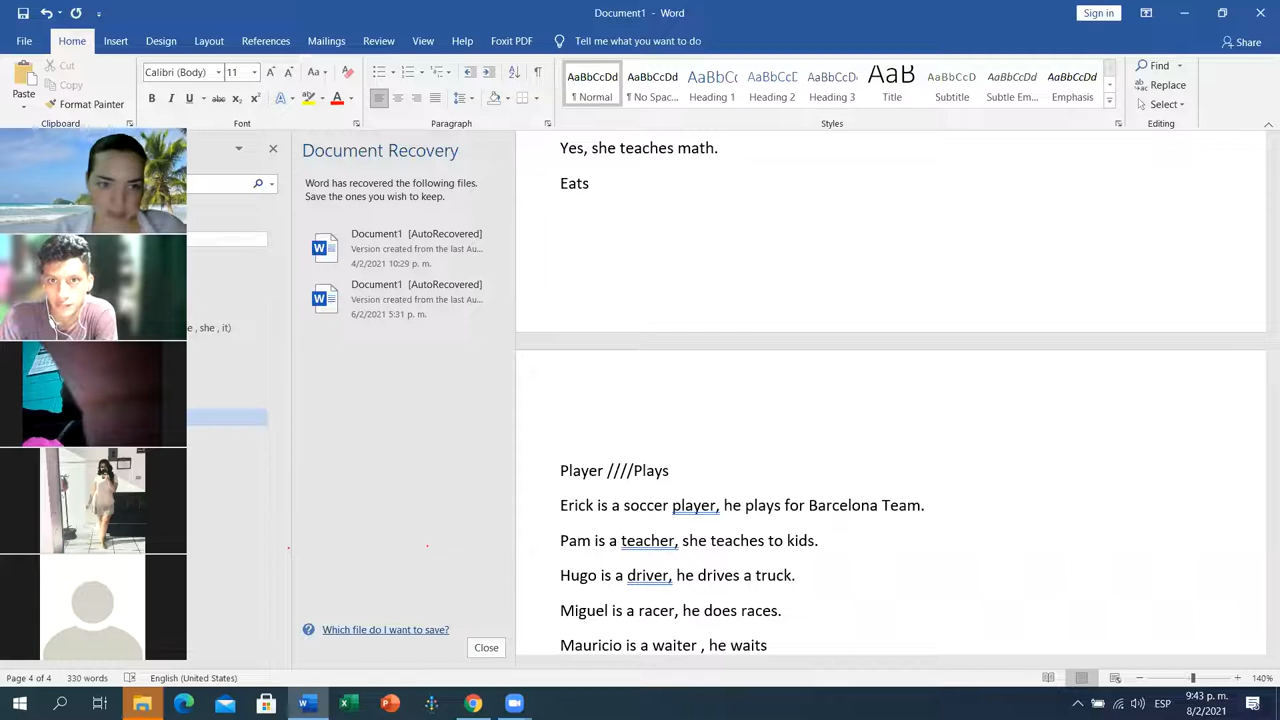 Document1 - Word
Sign in
File Home Insert Design Layout References Mailings Review View Help Foxit PDF Tell me what you want to do
Share
Paste
Cut
Copy
Format Painter
Clipboard
Calibri (Body) 11
Font
Paragraph
AaBbCcDd AaBbCcDd AaBbC AaBbCcC AaBbCcD AaB AaBbCcD AaBbCcDd AaBbCcDd
¶ Normal ¶ No Spac... Heading 1 Heading 2 Heading 3 Title Subtitle Subtle Em... Emphasis
Styles
Find
Replace
Select
Editing
e , she , it)
Document Recovery
Word has recovered the following files.
Save the ones you wish to keep.
Document1 [AutoRecovered]
Version created from the last Au...
4/2/2021 10:29 p. m.
Document1 [AutoRecovered]
Version created from the last Au...
6/2/2021 5:31 p. m.
Which file do I want to save?
Close
Yes, she teaches math.
Eats
Player ////Plays
Erick is a soccer player, he plays for Barcelona Team.
Pam is a teacher, she teaches to kids.
Hugo is a driver, he drives a truck.
Miguel is a racer, he does races.
Mauricio is a waiter , he waits
Page 4 of 4 330 words English (United States)
140%
ESP
9:43 p. m.
8/2/2021